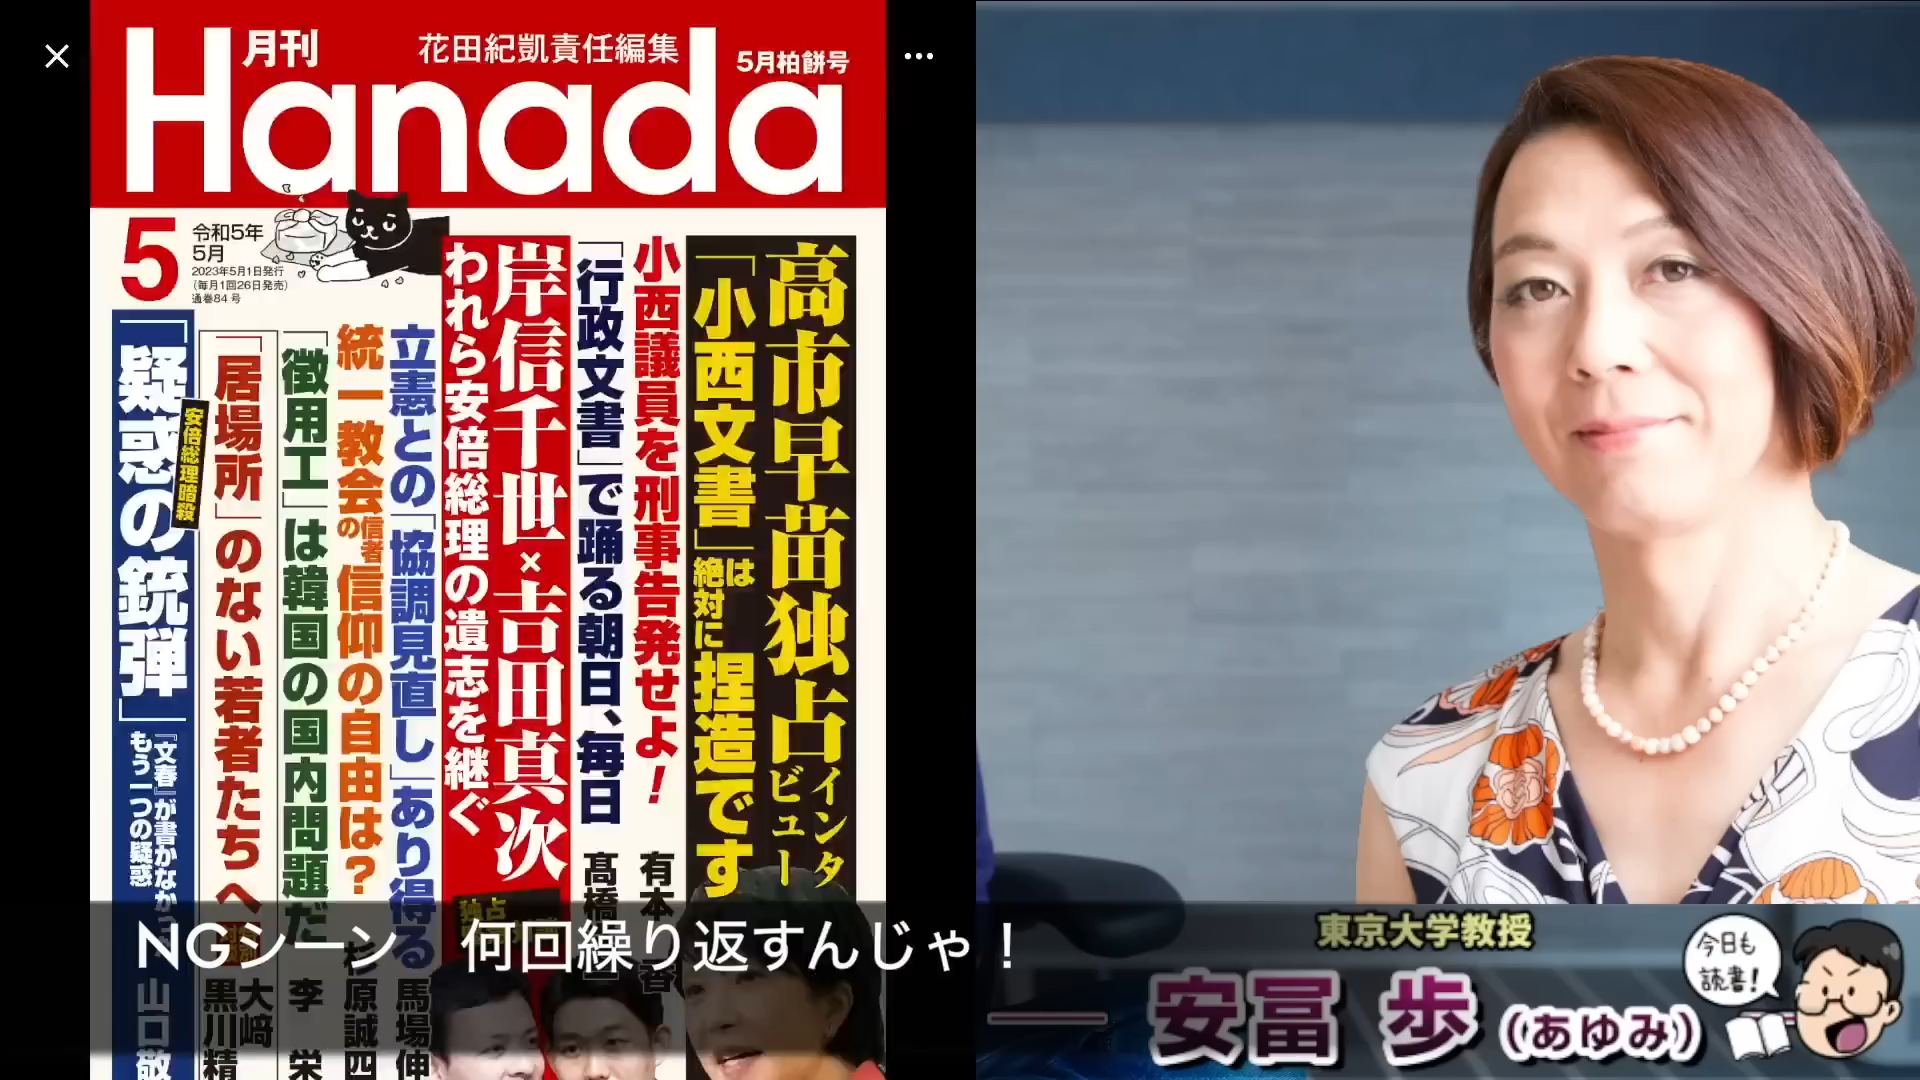 月刊
花田紀凱責任編集
5月柏餅号
Hanada
5
令和5年
5月
2023年5月1日発行
(毎月1回26日発売)
通巻84号
高市早苗独占インタビュー
「小西文書」は絶対に捏造です
小西議員を刑事告発せよ!
有本
「行政文書」で踊る朝日、毎日
髙橋
岸信千世×吉田真次
われら安倍総理の遺志を継ぐ
独占
立憲との「協調見直し」あり得る
馬場伸
統一教会の信者信仰の自由は?
杉原誠四
「徴用工」は韓国の国内問題だ
李 栄
「居場所」のない若者たちへ
大﨑
黒川精
安倍総理暗殺
「疑惑の銃弾」
『文春』が書かなか
もう一つの疑惑
山口敬
NGシーン 何回繰り返すんじゃ!
東京大学教授
安冨 歩(あゆみ)
今日も
読書!